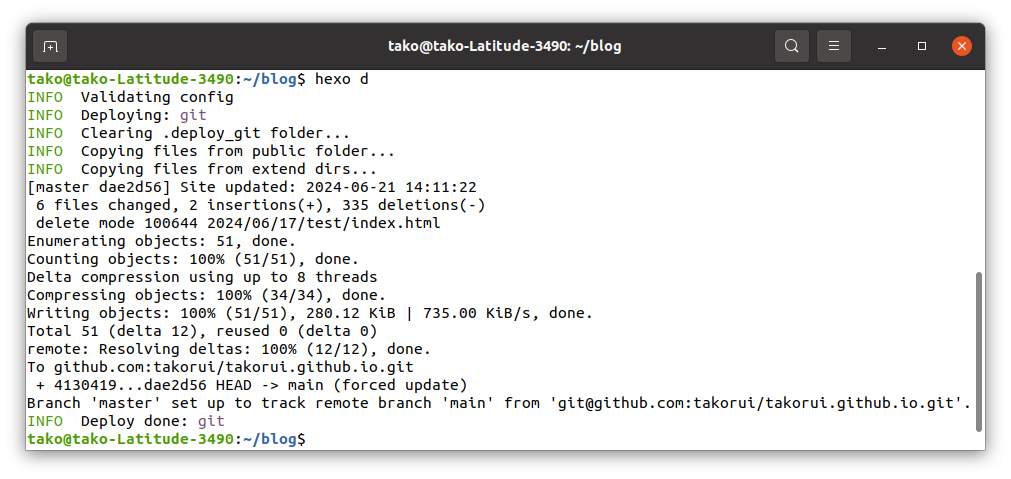 tako@tako-Latitude-3490: ~/blog
tako@tako-Latitude-3490:~/blog$ hexo d
INFO  Validating config
INFO  Deploying: git
INFO  Clearing .deploy_git folder...
INFO  Copying files from public folder...
INFO  Copying files from extend dirs...
[master dae2d56] Site updated: 2024-06-21 14:11:22
 6 files changed, 2 insertions(+), 335 deletions(-)
 delete mode 100644 2024/06/17/test/index.html
Enumerating objects: 51, done.
Counting objects: 100% (51/51), done.
Delta compression using up to 8 threads
Compressing objects: 100% (34/34), done.
Writing objects: 100% (51/51), 280.12 KiB | 735.00 KiB/s, done.
Total 51 (delta 12), reused 0 (delta 0)
remote: Resolving deltas: 100% (12/12), done.
To github.com:takorui/takorui.github.io.git
 + 4130419...dae2d56 HEAD -> main (forced update)
Branch 'master' set up to track remote branch 'main' from 'git@github.com:takorui/takorui.github.io.git'.
INFO  Deploy done: git
tako@tako-Latitude-3490:~/blog$